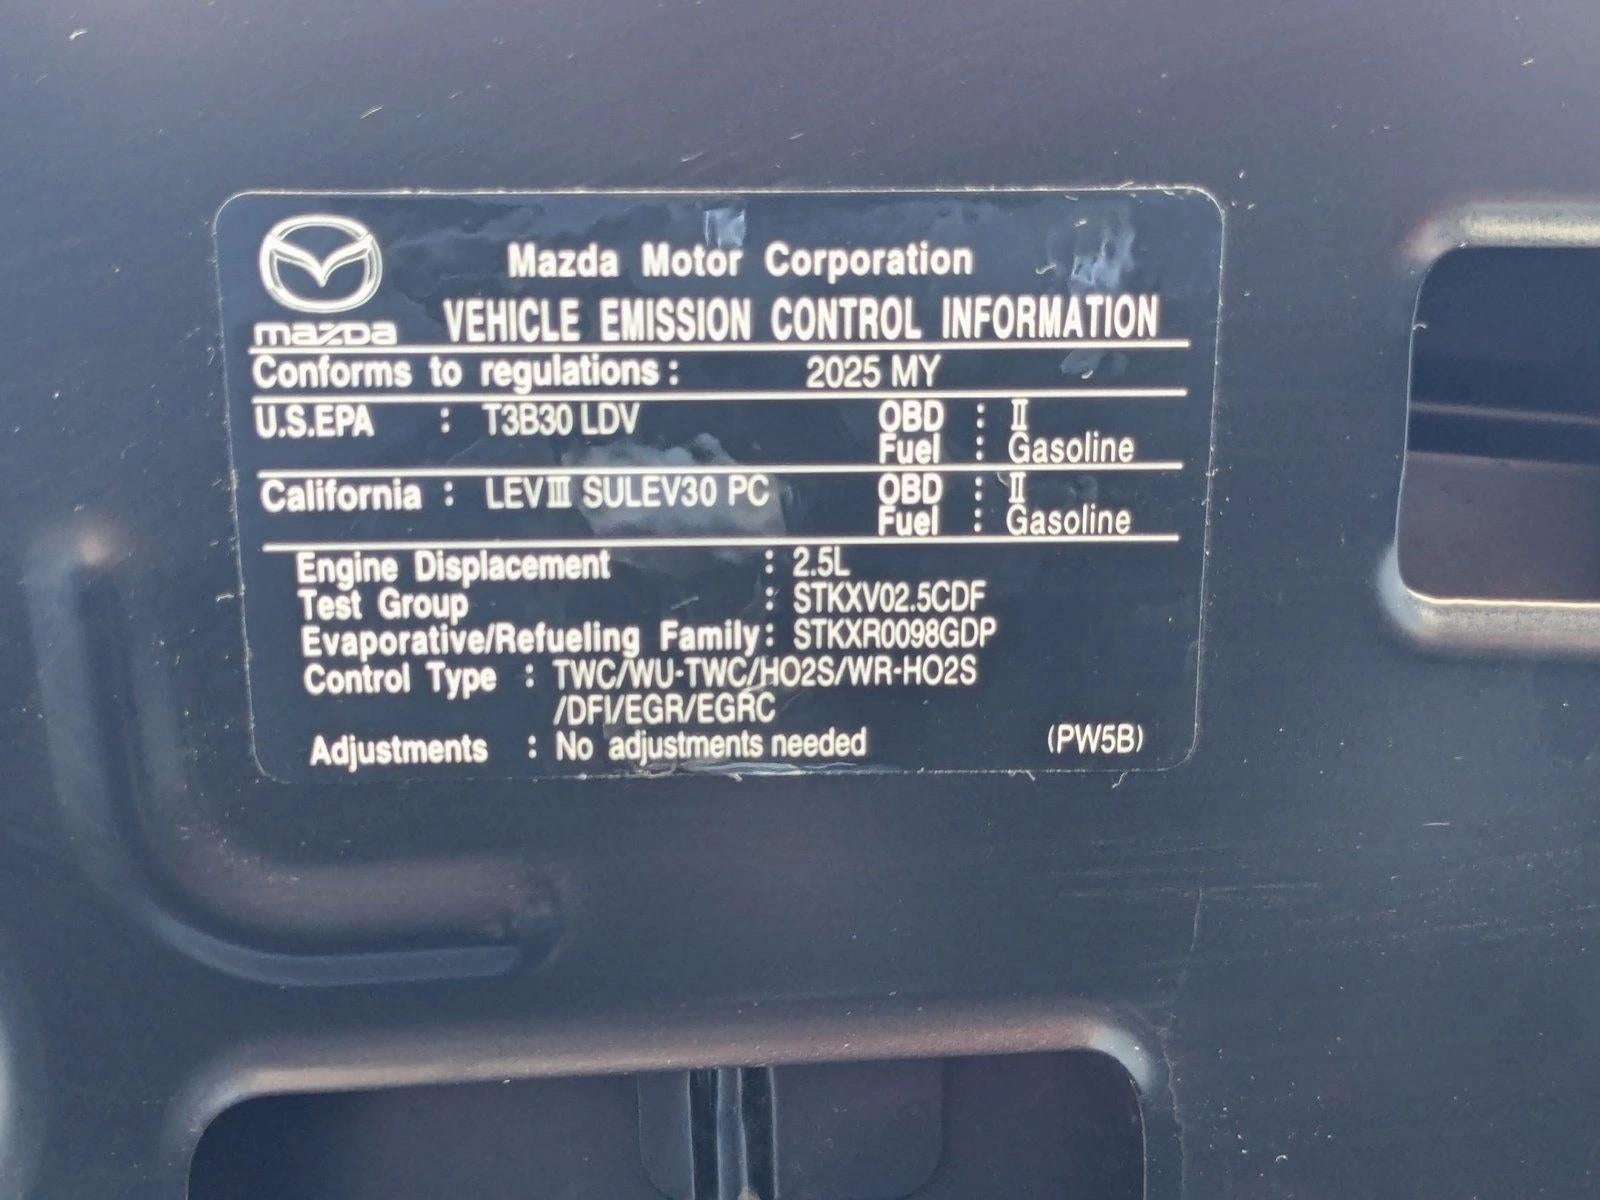 mazda
Mazda Motor Corporation
VEHICLE EMISSION CONTROL INFORMATION
Conforms to regulations : 2025 MY
U.S.EPA : T3B30 LDV OBD : II
Fuel : Gasoline
California : LEVIII SULEV30 PC OBD : II
Fuel : Gasoline
Engine Displacement : 2.5L
Test Group : STKXV02.5CDF
Evaporative/Refueling Family : STKXR0098GDP
Control Type : TWC/WU-TWC/HO2S/WR-HO2S
/DFI/EGR/EGRC
Adjustments : No adjustments needed (PW5B)